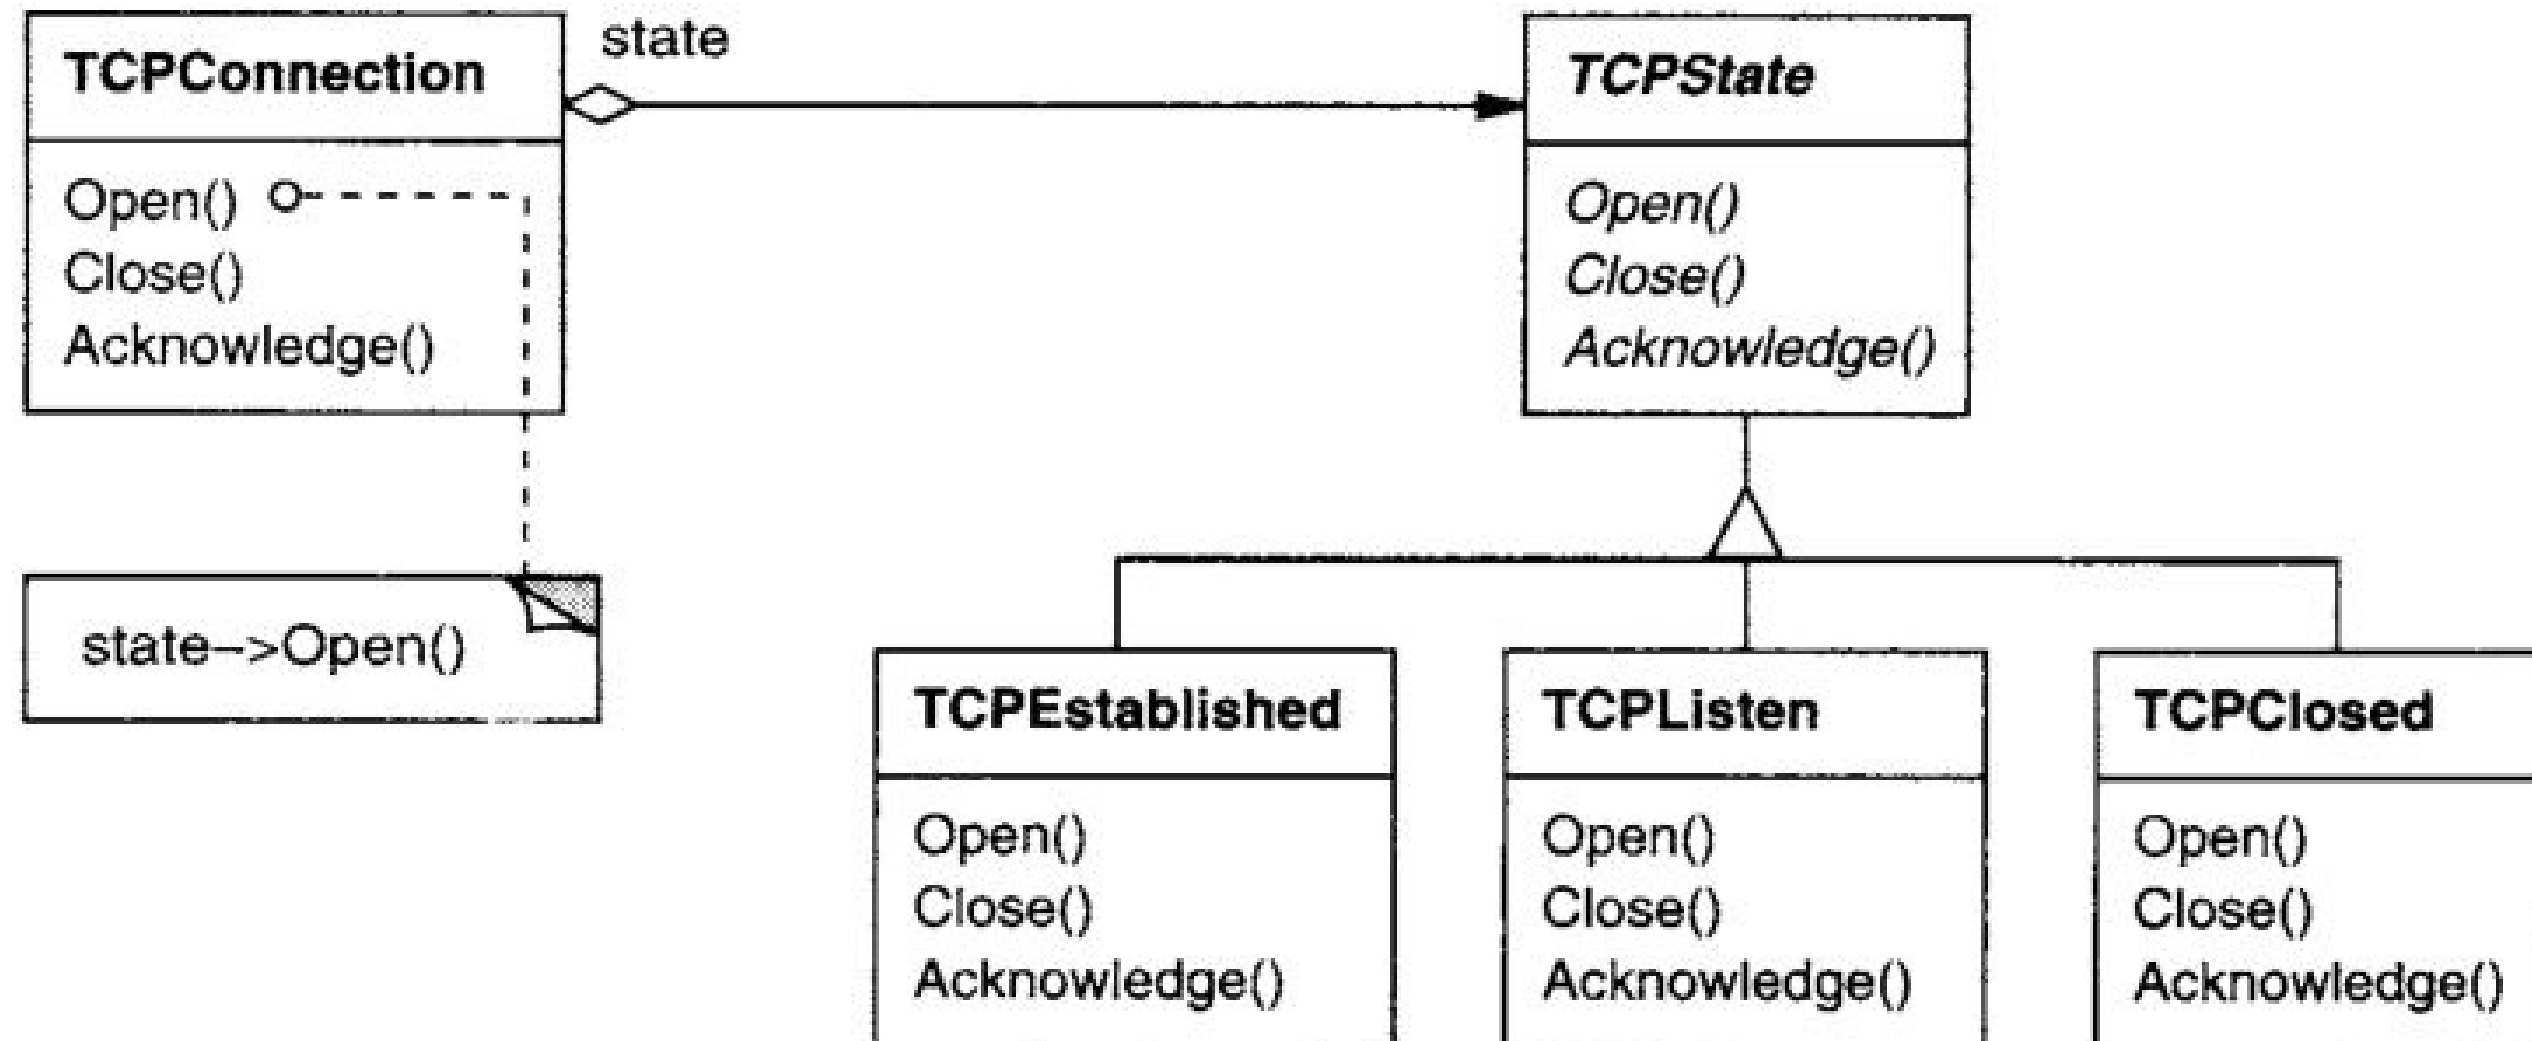 TCPConnection
Open()
Close()
Acknowledge()
state
TCPState
Open()
Close()
Acknowledge()
state–>Open()
TCPEstablished
Open()
Close()
Acknowledge()
TCPListen
Open()
Close()
Acknowledge()
TCPClosed
Open()
Close()
Acknowledge()